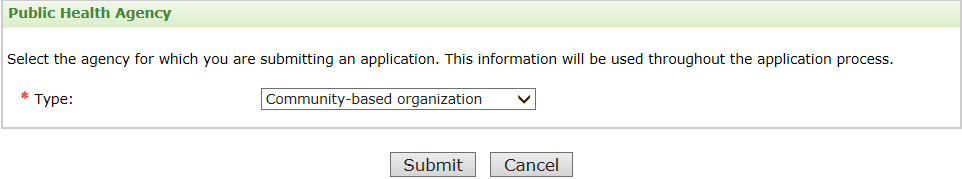 Public Health Agency
Select the agency for which you are submitting an application. This information will be used throughout the application process.
* Type: Community-based organization
Submit Cancel